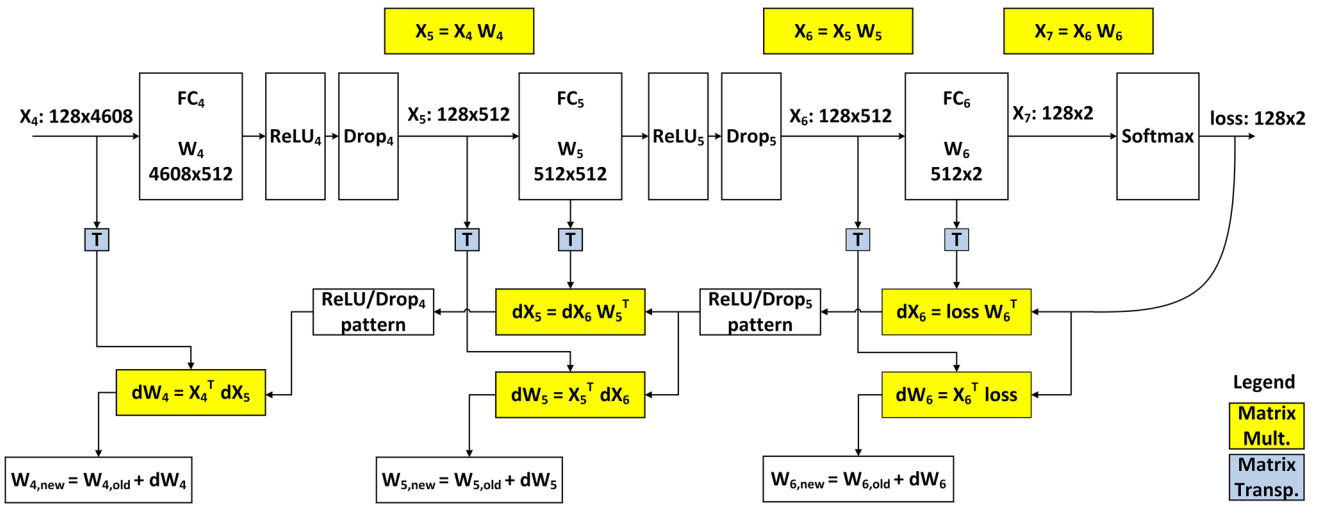 X₅ = X₄ W₄
X₆ = X₅ W₅
X₇ = X₆ W₆
X₄: 128x4608
FC₄
W₄
4608x512
ReLU₄
Drop₄
X₅: 128x512
FC₅
W₅
512x512
ReLU₅
Drop₅
X₆: 128x512
FC₆
W₆
512x2
X₇: 128x2
Softmax
loss: 128x2
T
T
T
T
T
ReLU/Drop₄
pattern
dX₅ = dX₆ W₅ᵀ
ReLU/Drop₅
pattern
dX₆ = loss W₆ᵀ
dW₄ = X₄ᵀ dX₅
dW₅ = X₅ᵀ dX₆
dW₆ = X₆ᵀ loss
W₄,new = W₄,old + dW₄
W₅,new = W₅,old + dW₅
W₆,new = W₆,old + dW₆
Legend
Matrix
Mult.
Matrix
Transp.